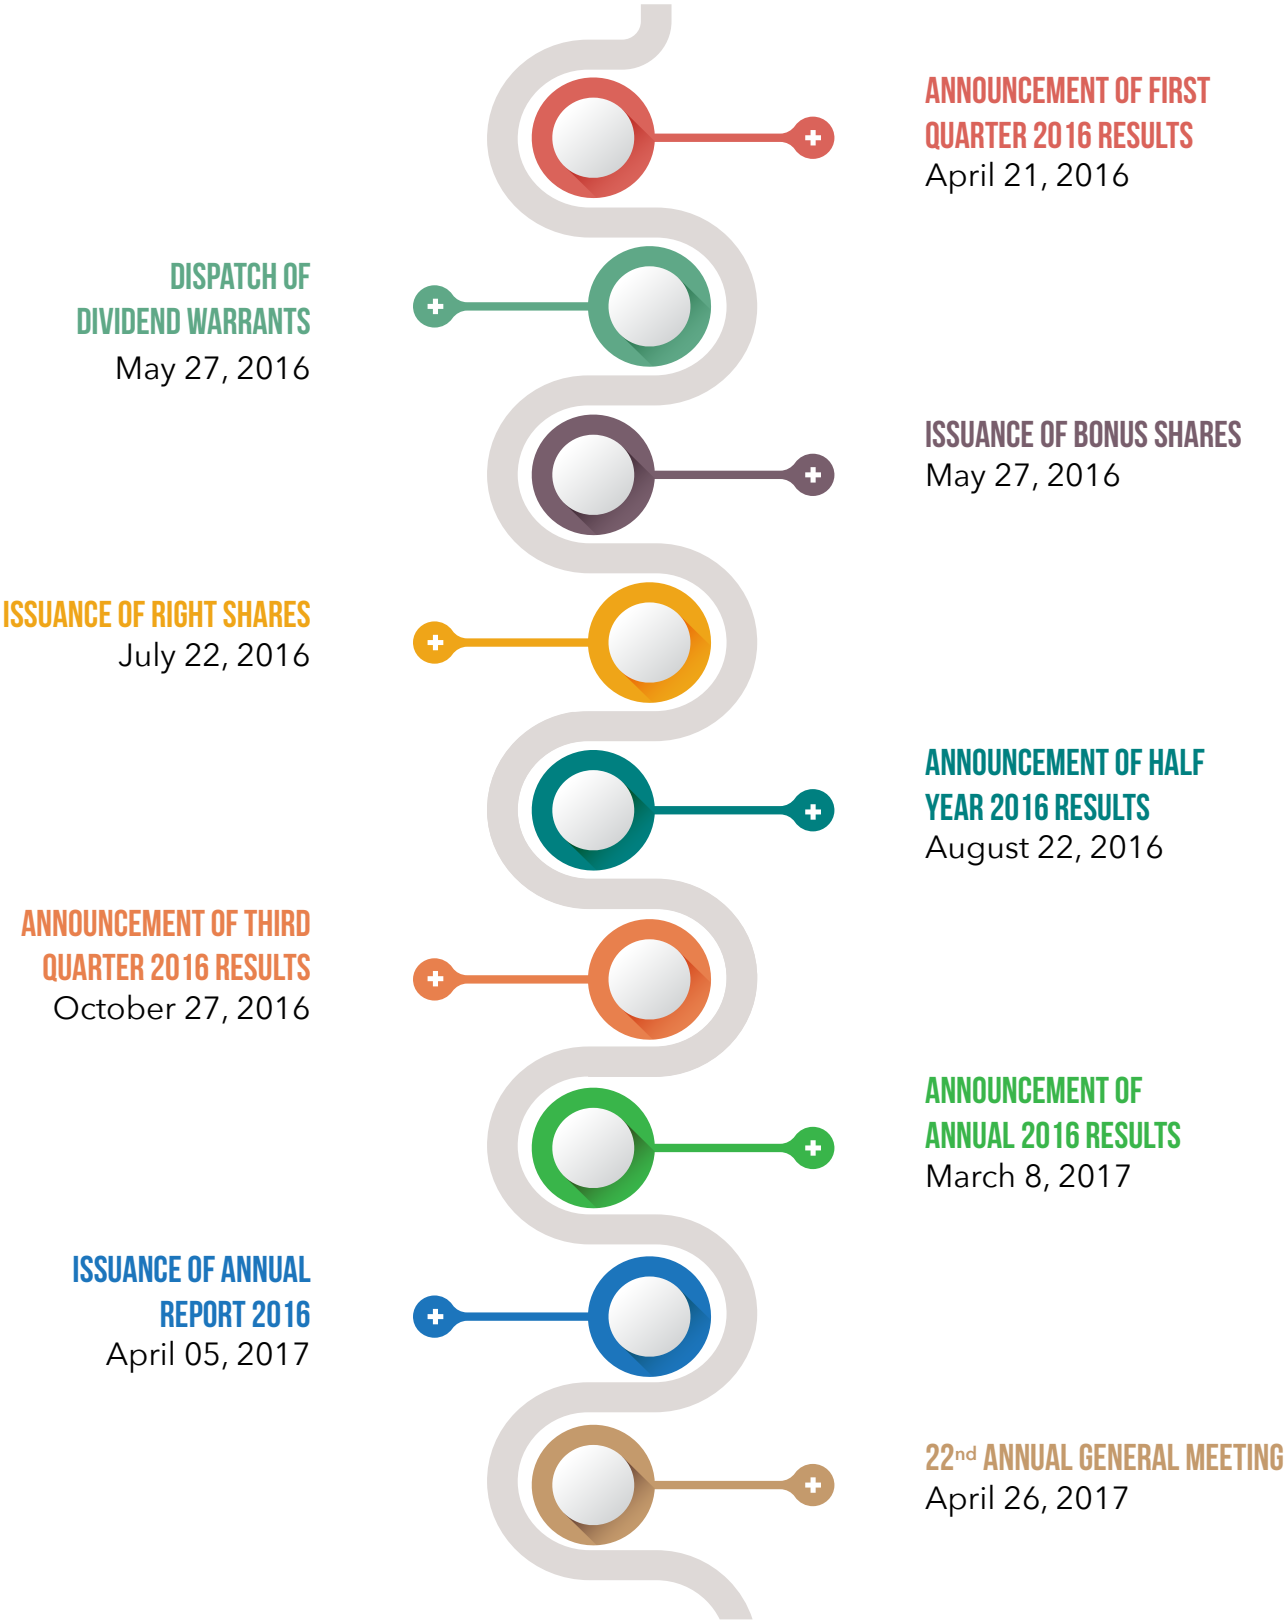 ANNOUNCEMENT OF FIRST
QUARTER 2016 RESULTS
April 21, 2016
DISPATCH OF
DIVIDEND WARRANTS
May 27, 2016
ISSUANCE OF BONUS SHARES
May 27, 2016
ISSUANCE OF RIGHT SHARES
July 22, 2016
ANNOUNCEMENT OF HALF
YEAR 2016 RESULTS
August 22, 2016
ANNOUNCEMENT OF THIRD
QUARTER 2016 RESULTS
October 27, 2016
ANNOUNCEMENT OF
ANNUAL 2016 RESULTS
March 8, 2017
ISSUANCE OF ANNUAL
REPORT 2016
April 05, 2017
22nd ANNUAL GENERAL MEETING
April 26, 2017